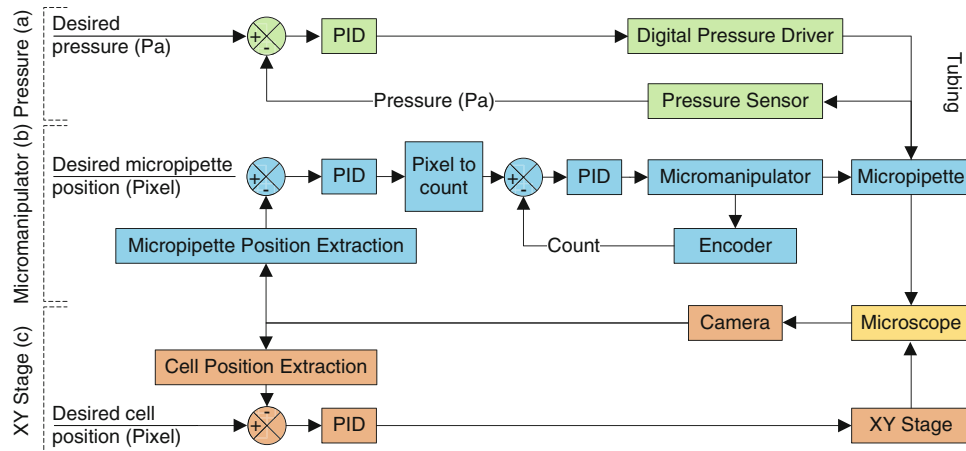 Pressure (a)
Desired
pressure (Pa)
+
-
PID
Digital Pressure Driver
Tubing
Pressure (Pa)
Pressure Sensor
Micromanipulator (b)
Desired micropipette
position (Pixel)
+
-
PID
Pixel to
count
+
-
PID
Micromanipulator
Micropipette
Micropipette Position Extraction
Count
Encoder
XY Stage (c)
Camera
Microscope
Cell Position Extraction
Desired cell
position (Pixel)
-
+
PID
XY Stage